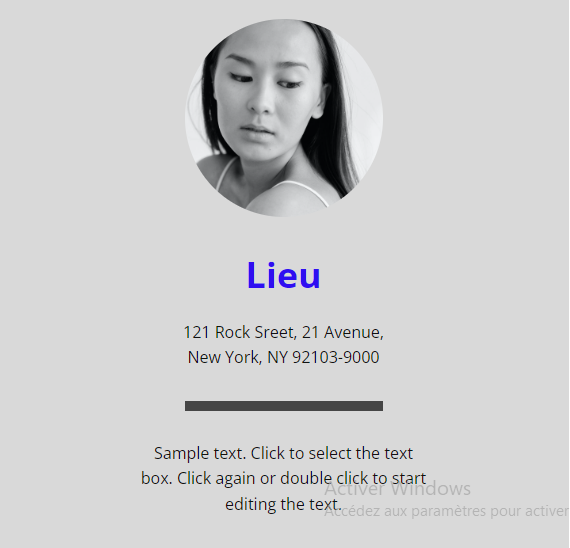 Lieu
121 Rock Sreet, 21 Avenue,
New York, NY 92103-9000
Sample text. Click to select the text
box. Click again or double click to start
editing the text.
Activer Windows
Accédez aux paramètres pour activer